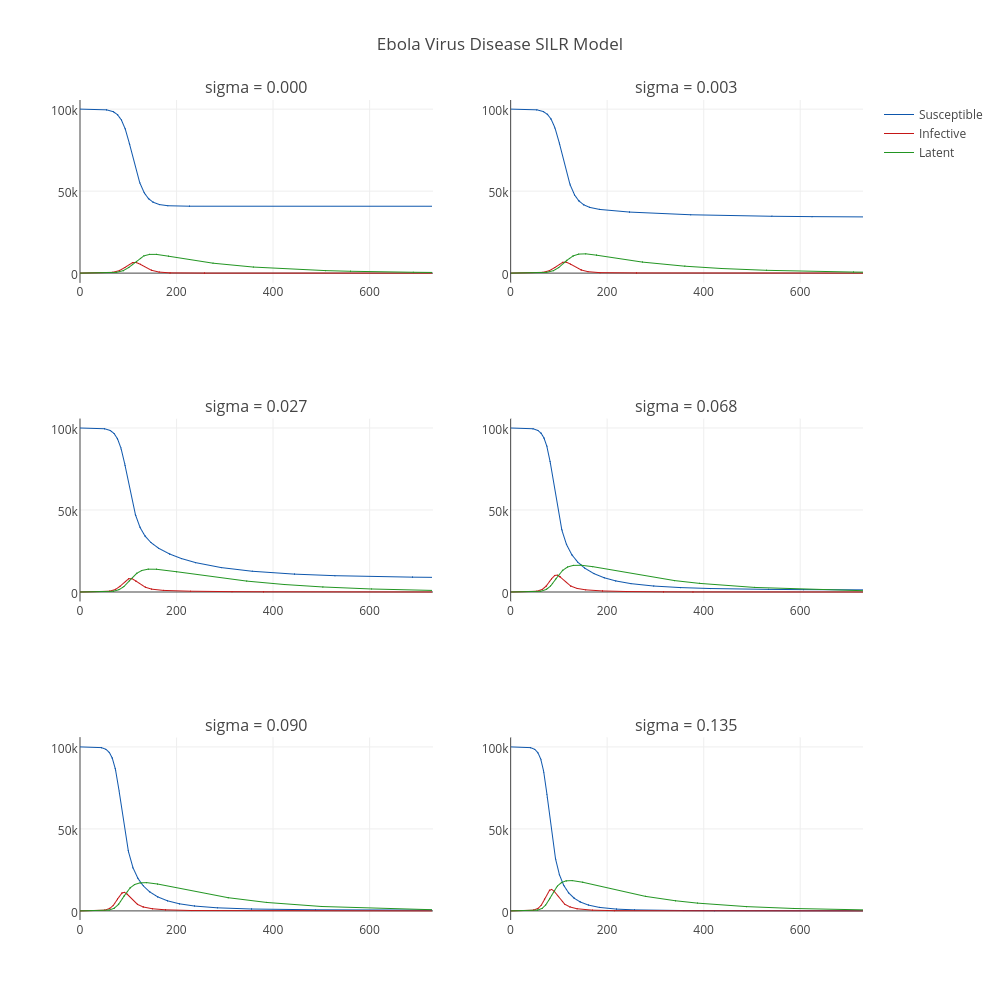 Ebola Virus Disease SILR Model
sigma = 0.000
sigma = 0.003
100k
50k
0
0 200 400 600
100k
50k
0
0 200 400 600
Susceptible
Infective
Latent
sigma = 0.027
sigma = 0.068
100k
50k
0
0 200 400 600
100k
50k
0
0 200 400 600
sigma = 0.090
sigma = 0.135
100k
50k
0
0 200 400 600
100k
50k
0
0 200 400 600